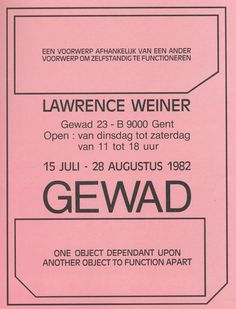 EEN VOORWERP AFHANKELIJK VAN EEN ANDER
VOORWERP OM ZELFSTANDIG TE FUNCTIONEREN
LAWRENCE WEINER
Gewad 23 - B 9000 Gent
Open : van dinsdag tot zaterdag
van 11 tot 18 uur
15 JULI - 28 AUGUSTUS 1982
GEWAD
ONE OBJECT DEPENDANT UPON
ANOTHER OBJECT TO FUNCTION APART